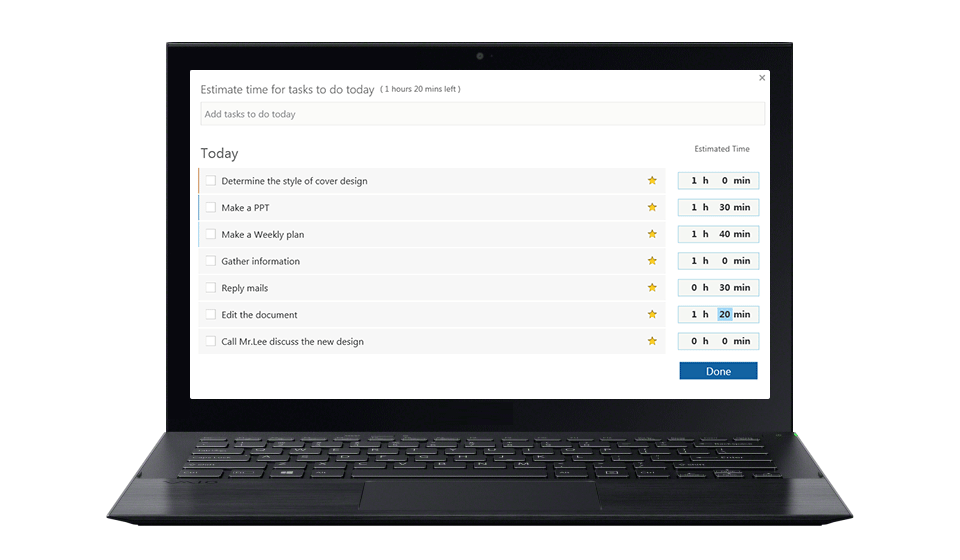 Estimate time for tasks to do today ( 1 hours 20 mins left )
Add tasks to do today
Today Estimated Time
Determine the style of cover design 1 h 0 min
Make a PPT 1 h 30 min
Make a Weekly plan 1 h 40 min
Gather information 1 h 0 min
Reply mails 0 h 30 min
Edit the document 1 h 20 min
Call Mr.Lee discuss the new design 0 h 0 min
Done